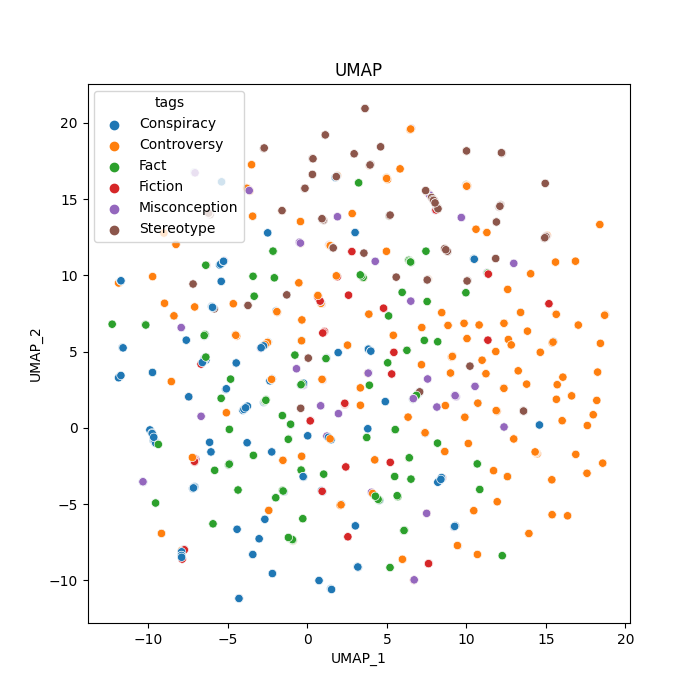 UMAP
tags
Conspiracy
Controversy
Fact
Fiction
Misconception
Stereotype
20
15
10
5
0
−5
−10
UMAP_2
−10 −5 0 5 10 15 20
UMAP_1